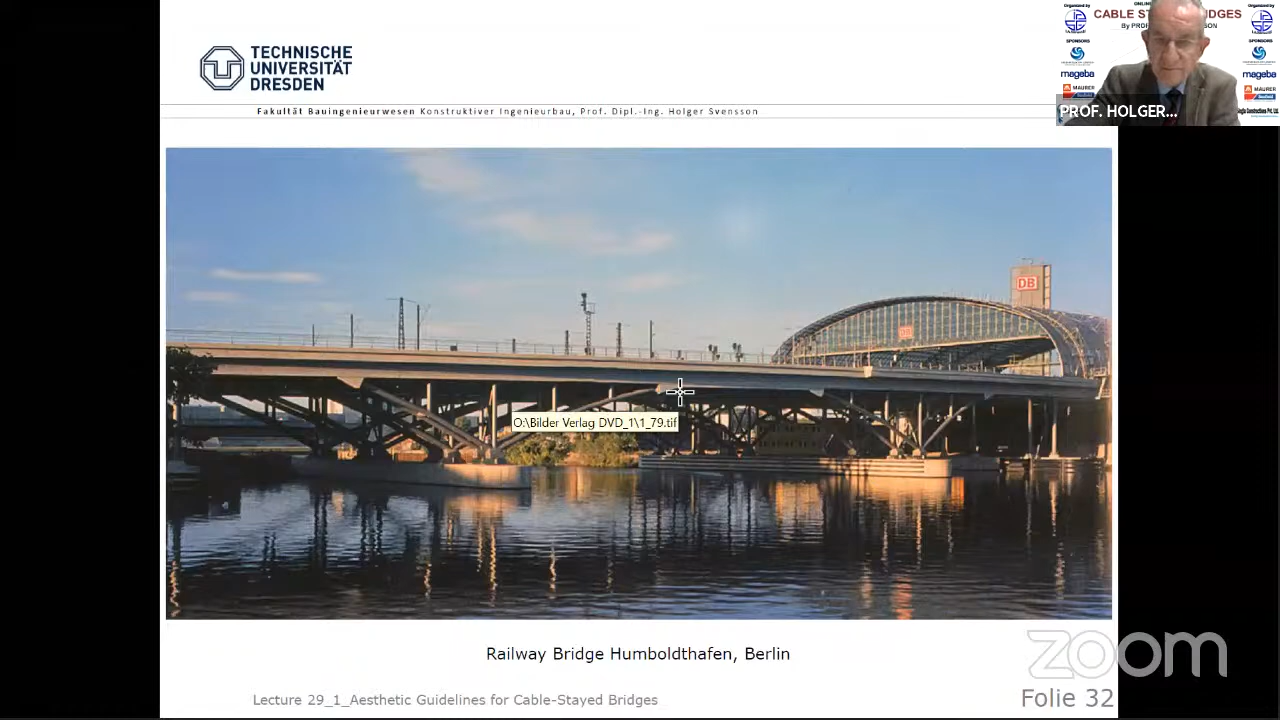 TECHNISCHE
UNIVERSITÄT
DRESDEN
Fakultät Bauingenieurwesen Konstruktiver Ingenieurbau, Prof. Dipl.-Ing. Holger Svensson
CABLE
mageba
mageba
MAURER
MAURER
PROF. HOLGER...
DB
DB
O:\Bilder Verlag DVD_1\1_79.tif
Railway Bridge Humboldthafen, Berlin
zoom
Lecture 29_1_Aesthetic Guidelines for Cable-Stayed Bridges
Folie 32